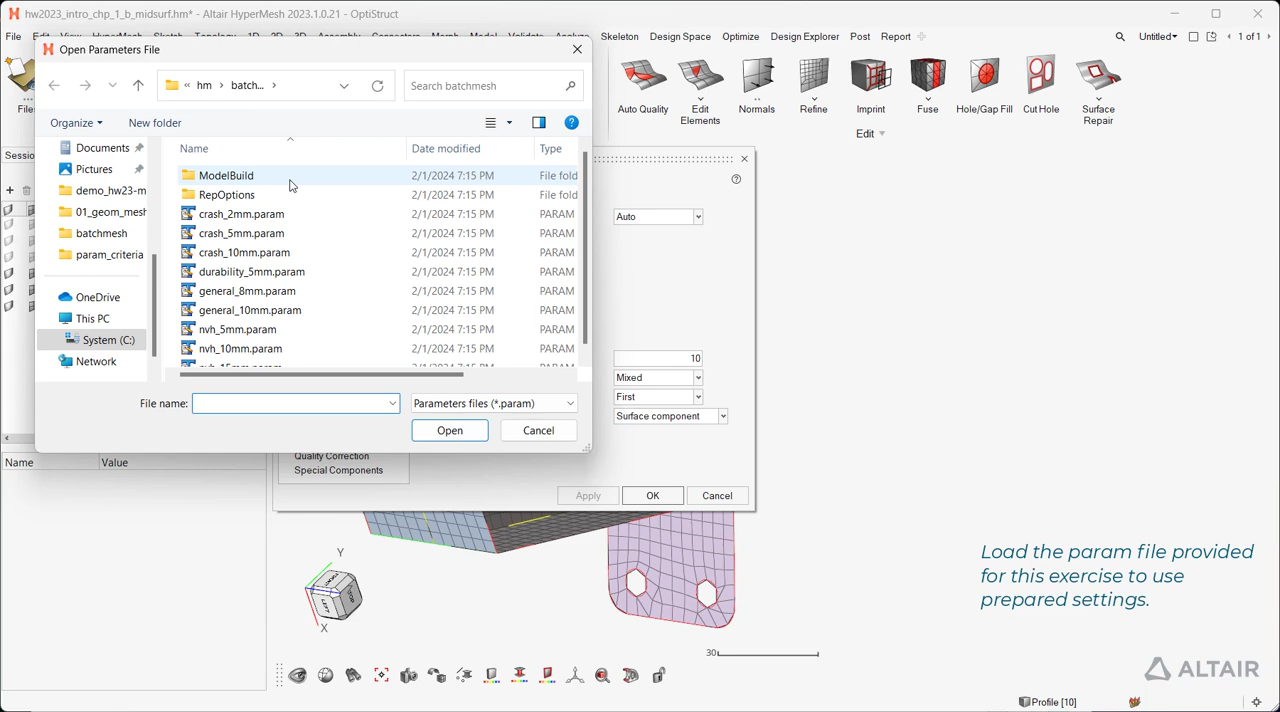 hw2023_intro_chp_1_b_midsurf.hm* - Altair HyperMesh 2023.1.0.21 - OptiStruct
File
Skeleton Design Space Optimize Design Explorer Post Report
Untitled
1 of 1
Open Parameters File
hm batch...
Search batchmesh
Organize New folder
Name Date modified Type
Documents
Pictures
demo_hw23-m
01_geom_mesh
batchmesh
param_criteria
OneDrive
This PC
System (C:)
Network
ModelBuild 2/1/2024 7:15 PM File fold
RepOptions 2/1/2024 7:15 PM File fold
crash_2mm.param 2/1/2024 7:15 PM PARAM
crash_5mm.param 2/1/2024 7:15 PM PARAM
crash_10mm.param 2/1/2024 7:15 PM PARAM
durability_5mm.param 2/1/2024 7:15 PM PARAM
general_8mm.param 2/1/2024 7:15 PM PARAM
general_10mm.param 2/1/2024 7:15 PM PARAM
nvh_5mm.param 2/1/2024 7:15 PM PARAM
nvh_10mm.param 2/1/2024 7:15 PM PARAM
File name: Parameters files (*.param)
Open Cancel
Files
Sessio
Auto Quality
Edit
Elements
Normals
Refine
Imprint
Fuse
Hole/Gap Fill
Cut Hole
Surface
Repair
Edit
Auto
10
Mixed
First
Surface component
Quality Correction
Special Components
Apply OK Cancel
Name Value
Y
LEFT
TOP
X
30
Load the param file provided
for this exercise to use
prepared settings.
ALTAIR
Profile [10]